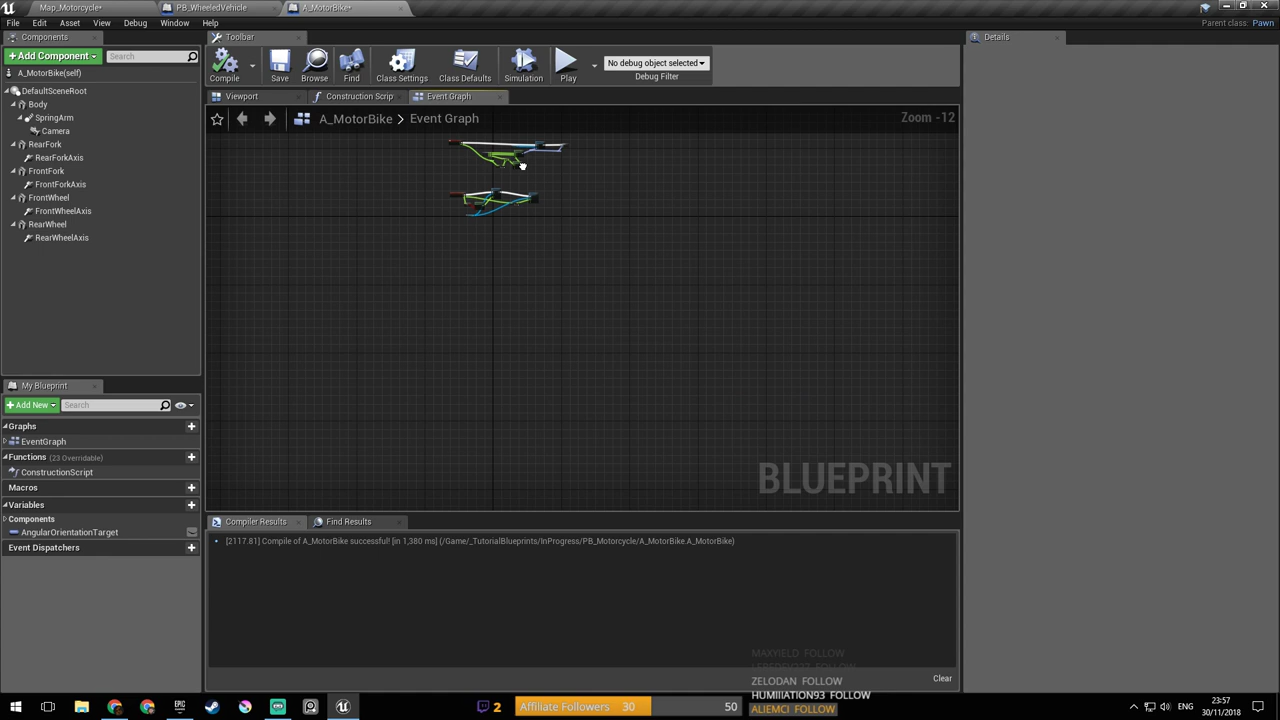 Map_Motorcycle*
PB_WheeledVehicle
A_MotorBike*
File Edit Asset View Debug Window Help
Parent class: Pawn
Components
Toolbar
Details
+Add Component
Search
A_MotorBike(self)
Compile
Save
Browse
Find
Class Settings
Class Defaults
Simulation
Play
No debug object selected
Debug Filter
DefaultSceneRoot
Body
SpringArm
Camera
RearFork
RearForkAxis
FrontFork
FrontForkAxis
FrontWheel
FrontWheelAxis
RearWheel
RearWheelAxis
Viewport
Construction Scrip
Event Graph
A_MotorBike > Event Graph
Zoom -12
BLUEPRINT
My Blueprint
+Add New
Search
Graphs
EventGraph
Functions (23 Overridable)
ConstructionScript
Macros
Variables
Components
AngularOrientationTarget
Event Dispatchers
Compiler Results
Find Results
[2117.81] Compile of A_MotorBike successful! [in 1,380 ms] (/Game/_TutorialBlueprints/InProgress/PB_Motorcycle/A_MotorBike.A_MotorBike)
Clear
MAXYIELD FOLLOW
ZELODAN FOLLOW
HUMIIIATION93 FOLLOW
ALIEMCI FOLLOW
2
Affiliate Followers 30
50
ENG
23:57
30/11/2018